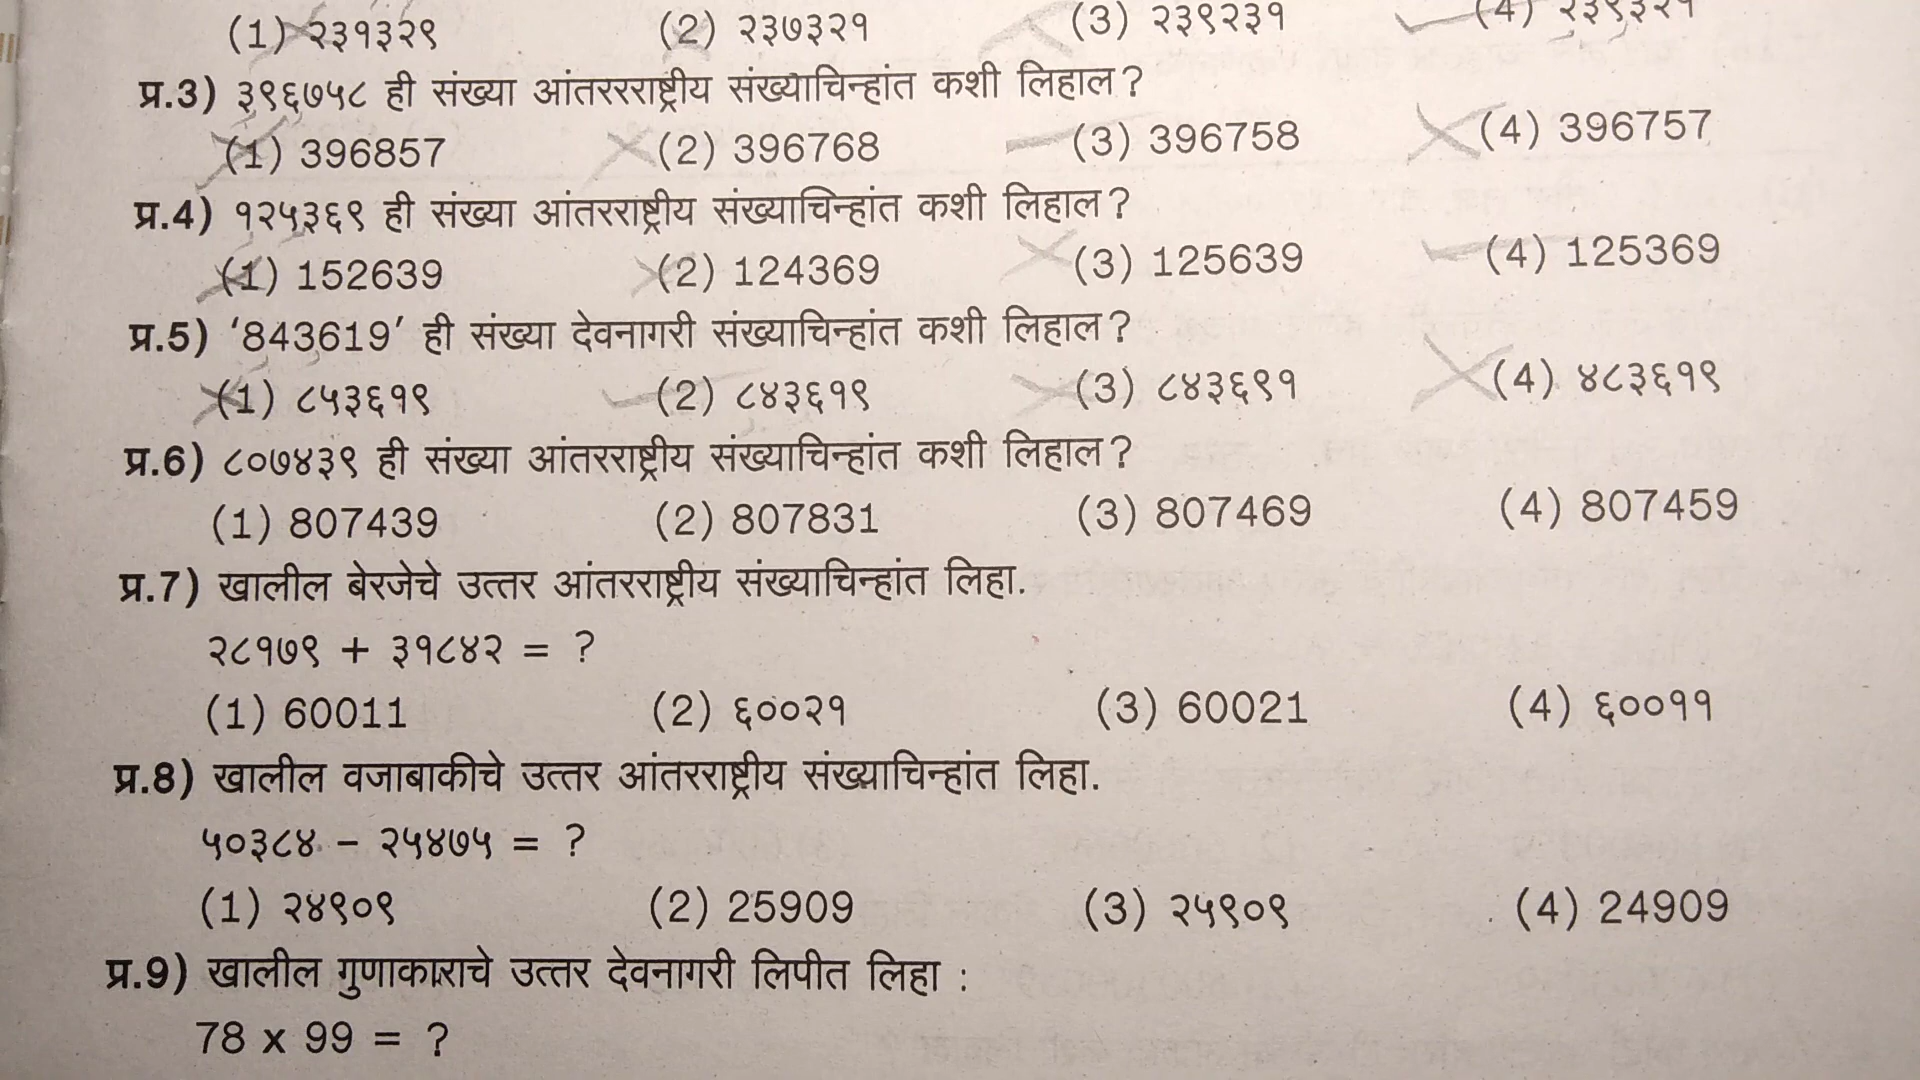 (1) २३१३२९ (2) २३७३२१ (3) २३९२३१ (4) २३९३२१
प्र.3) ३९६७५८ ही संख्या आंतररराष्ट्रीय संख्याचिन्हांत कशी लिहाल?
(1) 396857 (2) 396768 (3) 396758 (4) 396757
प्र.4) १२५३६९ ही संख्या आंतरराष्ट्रीय संख्याचिन्हांत कशी लिहाल?
(1) 152639 (2) 124369 (3) 125639 (4) 125369
प्र.5) ‘843619’ ही संख्या देवनागरी संख्याचिन्हांत कशी लिहाल?
(1) ८५३६१९ (2) ८४३६१९ (3) ८४३६९१ (4) ४८३६१९
प्र.6) ८०७४३९ ही संख्या आंतरराष्ट्रीय संख्याचिन्हांत कशी लिहाल?
(1) 807439 (2) 807831 (3) 807469 (4) 807459
प्र.7) खालील बेरजेचे उत्तर आंतरराष्ट्रीय संख्याचिन्हांत लिहा.
२८१७९ + ३१८४२ = ?
(1) 60011 (2) ६००२१ (3) 60021 (4) ६००११
प्र.8) खालील वजाबाकीचे उत्तर आंतरराष्ट्रीय संख्याचिन्हांत लिहा.
५०३८४ - २५४७५ = ?
(1) २४९०९ (2) 25909 (3) २५९०९ (4) 24909
प्र.9) खालील गुणाकाराचे उत्तर देवनागरी लिपीत लिहा :
78 x 99 = ?